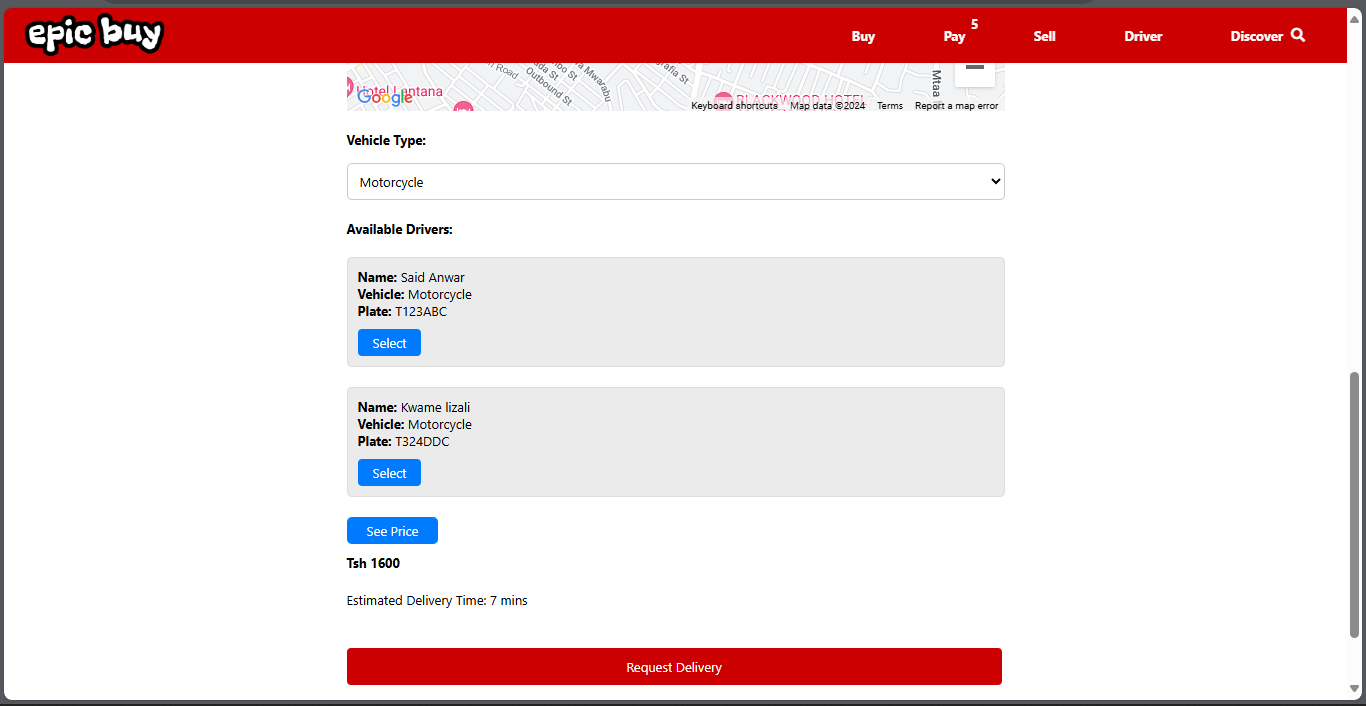 epic buy
Buy
Pay
5
Sell
Driver
Discover
Road
Outbound St
Mwarabu
Mtaa
Hotel Lantana
Google
BLACKWOOD HOTEL
Keyboard shortcuts
Map data ©2024
Terms
Report a map error
Vehicle Type:
Motorcycle
Available Drivers:
Name: Said Anwar
Vehicle: Motorcycle
Plate: T123ABC
Select
Name: Kwame lizali
Vehicle: Motorcycle
Plate: T324DDC
Select
See Price
Tsh 1600
Estimated Delivery Time: 7 mins
Request Delivery